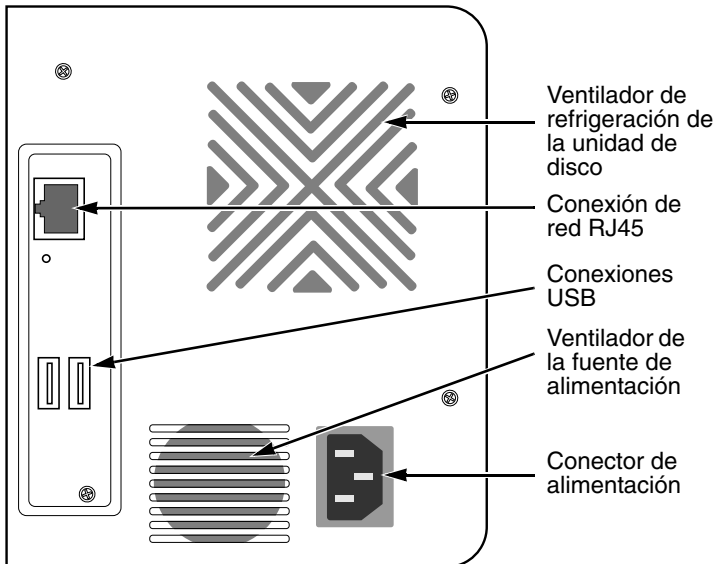 Ventilador de
refrigeración de
la unidad de
disco
Conexión de
red RJ45
Conexiones
USB
Ventilador de
la fuente de
alimentación
Conector de
alimentación